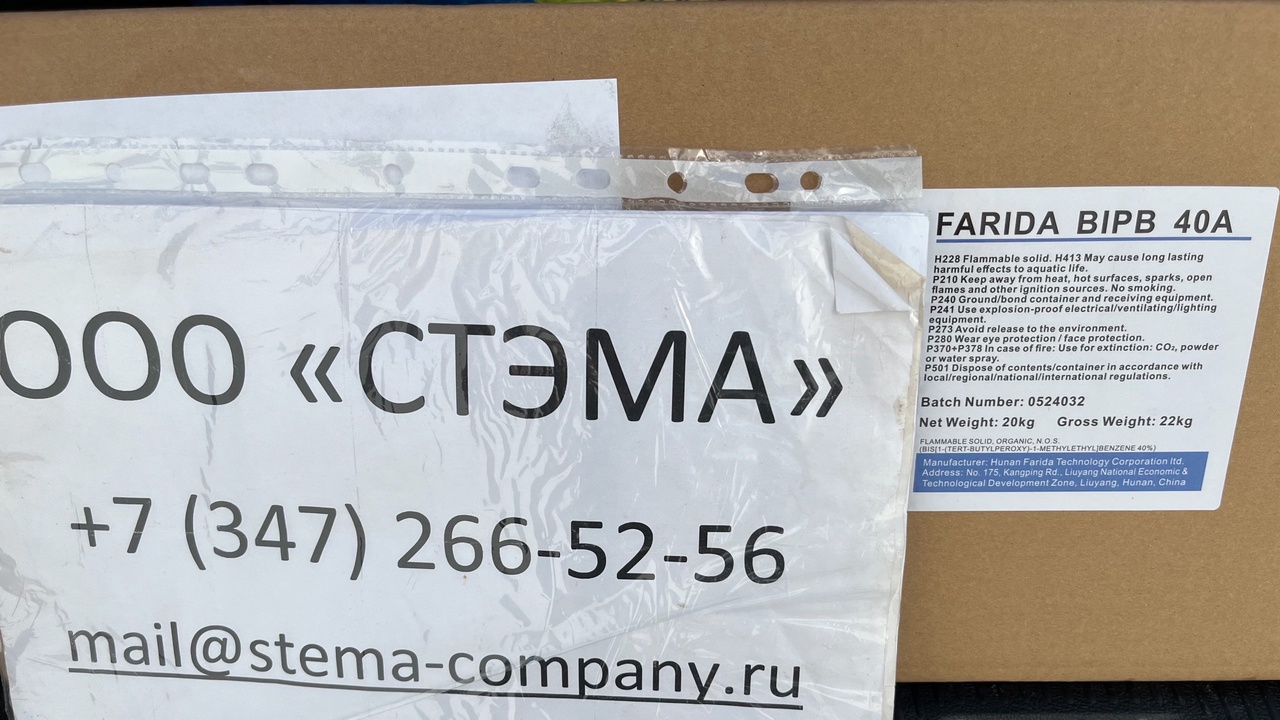 ООО «СТЭМА»
+7 (347) 266-52-56
mail@stema-company.ru
FARIDA BIPB 40A
H228 Flammable solid. H413 May cause long lasting
harmful effects to aquatic life.
P210 Keep away from heat, hot surfaces, sparks, open
flames and other ignition sources. No smoking.
P240 Ground/bond container and receiving equipment.
P241 Use explosion-proof electrical/ventilating/lighting
equipment.
P273 Avoid release to the environment.
P280 Wear eye protection / face protection.
P370+P378 In case of fire: Use for extinction: CO₂, powder
or water spray.
P501 Dispose of contents/container in accordance with
local/regional/national/international regulations.
Batch Number: 0524032
Net Weight: 20kg Gross Weight: 22kg
FLAMMABLE SOLID, ORGANIC, N.O.S.
(BIS[1-(TERT-BUTYLPEROXY)-1-METHYLETHYL]BENZENE 40%)
Manufacturer: Hunan Farida Technology Corporation ltd.
Address: No. 175, Kangping Rd., Liuyang National Economic &
Technological Development Zone, Liuyang, Hunan, China